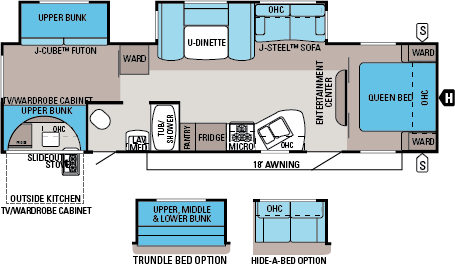 UPPER BUNK
J-CUBE™ FUTON
OHC
U-DINETTE
J-STEEL™ SOFA
S
WARD
WARD
ENTERTAINMENT
CENTER
QUEEN BED
OHC
H
TV/WARDROBE CABINET
UPPER BUNK
OHC
SLIDEOUT
STOVE
LAV
MED
TUB/
SHOWER
PANTRY
FRIDGE
MICRO
OHC
WARD
S
18' AWNING
OUTSIDE KITCHEN
TV/WARDROBE CABINET
UPPER, MIDDLE
& LOWER BUNK
TRUNDLE BED OPTION
OHC
HIDE-A-BED OPTION